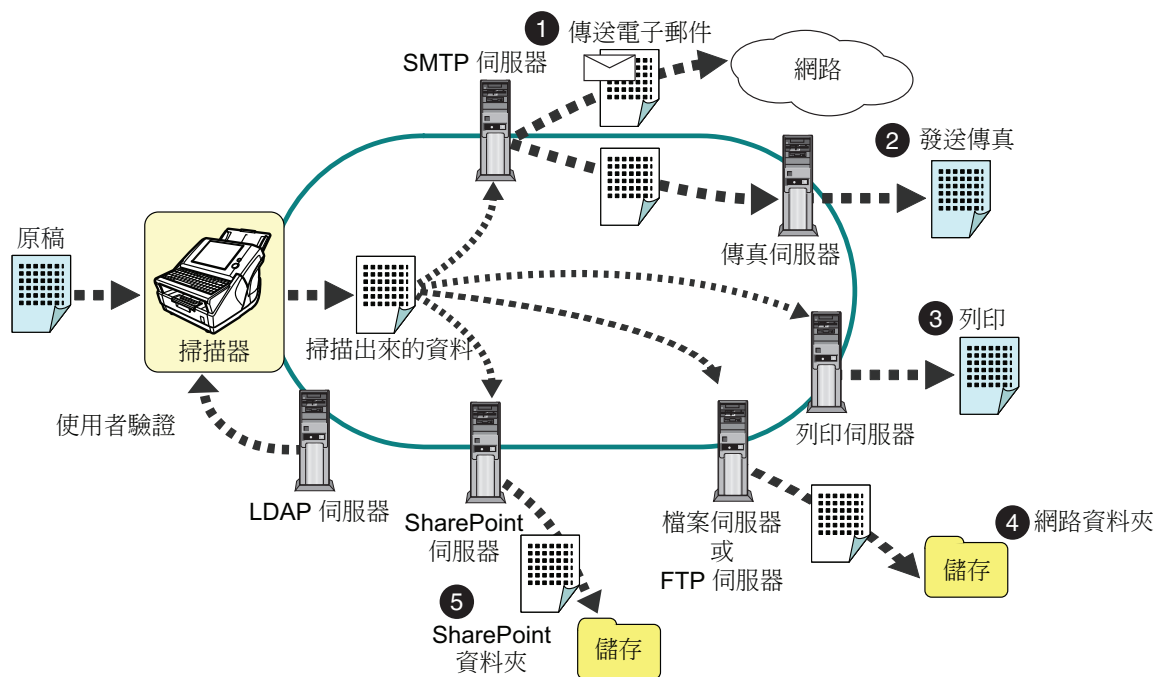 1 傳送電子郵件
SMTP 伺服器
網路
2 發送傳真
傳真伺服器
原稿
掃描器
掃描出來的資料
3 列印
列印伺服器
使用者驗證
LDAP 伺服器
SharePoint
伺服器
檔案伺服器
或
FTP 伺服器
4 網路資料夾
儲存
5
SharePoint
資料夾
儲存